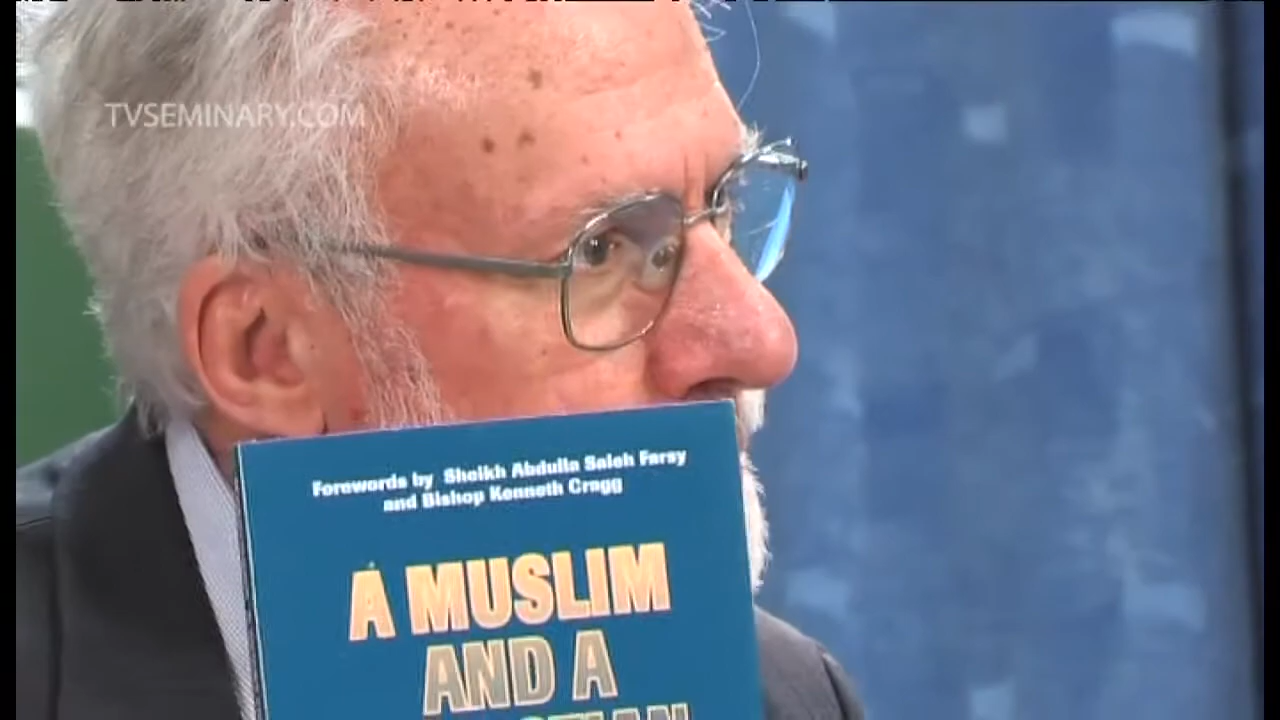 TVSEMINARY.COM
Forewords by Sheikh Abdulla Saleh Farsy
and Bishop Kenneth Cragg
A MUSLIM
AND A